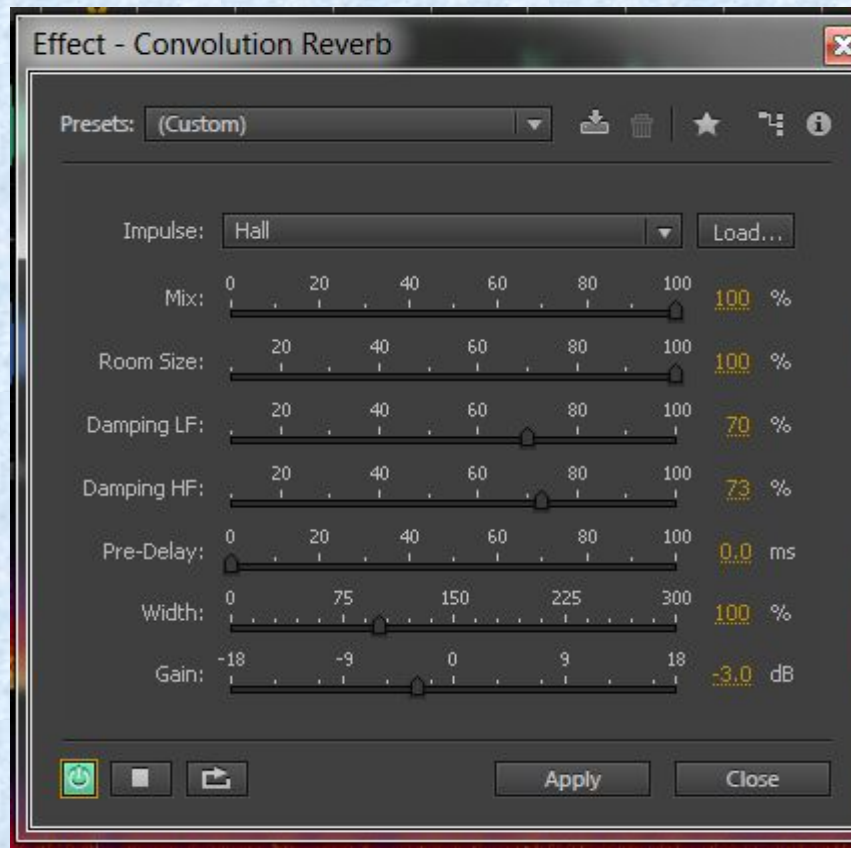 Effect - Convolution Reverb
Presets: (Custom)
Impulse: Hall Load...
0 20 40 60 80 100
Mix: 100 %
20 40 60 80 100
Room Size: 100 %
20 40 60 80 100
Damping LF: 70 %
20 40 60 80 100
Damping HF: 73 %
0 20 40 60 80 100
Pre-Delay: 0.0 ms
0 75 150 225 300
Width: 100 %
-18 -9 0 9 18
Gain: -3.0 dB
Apply Close